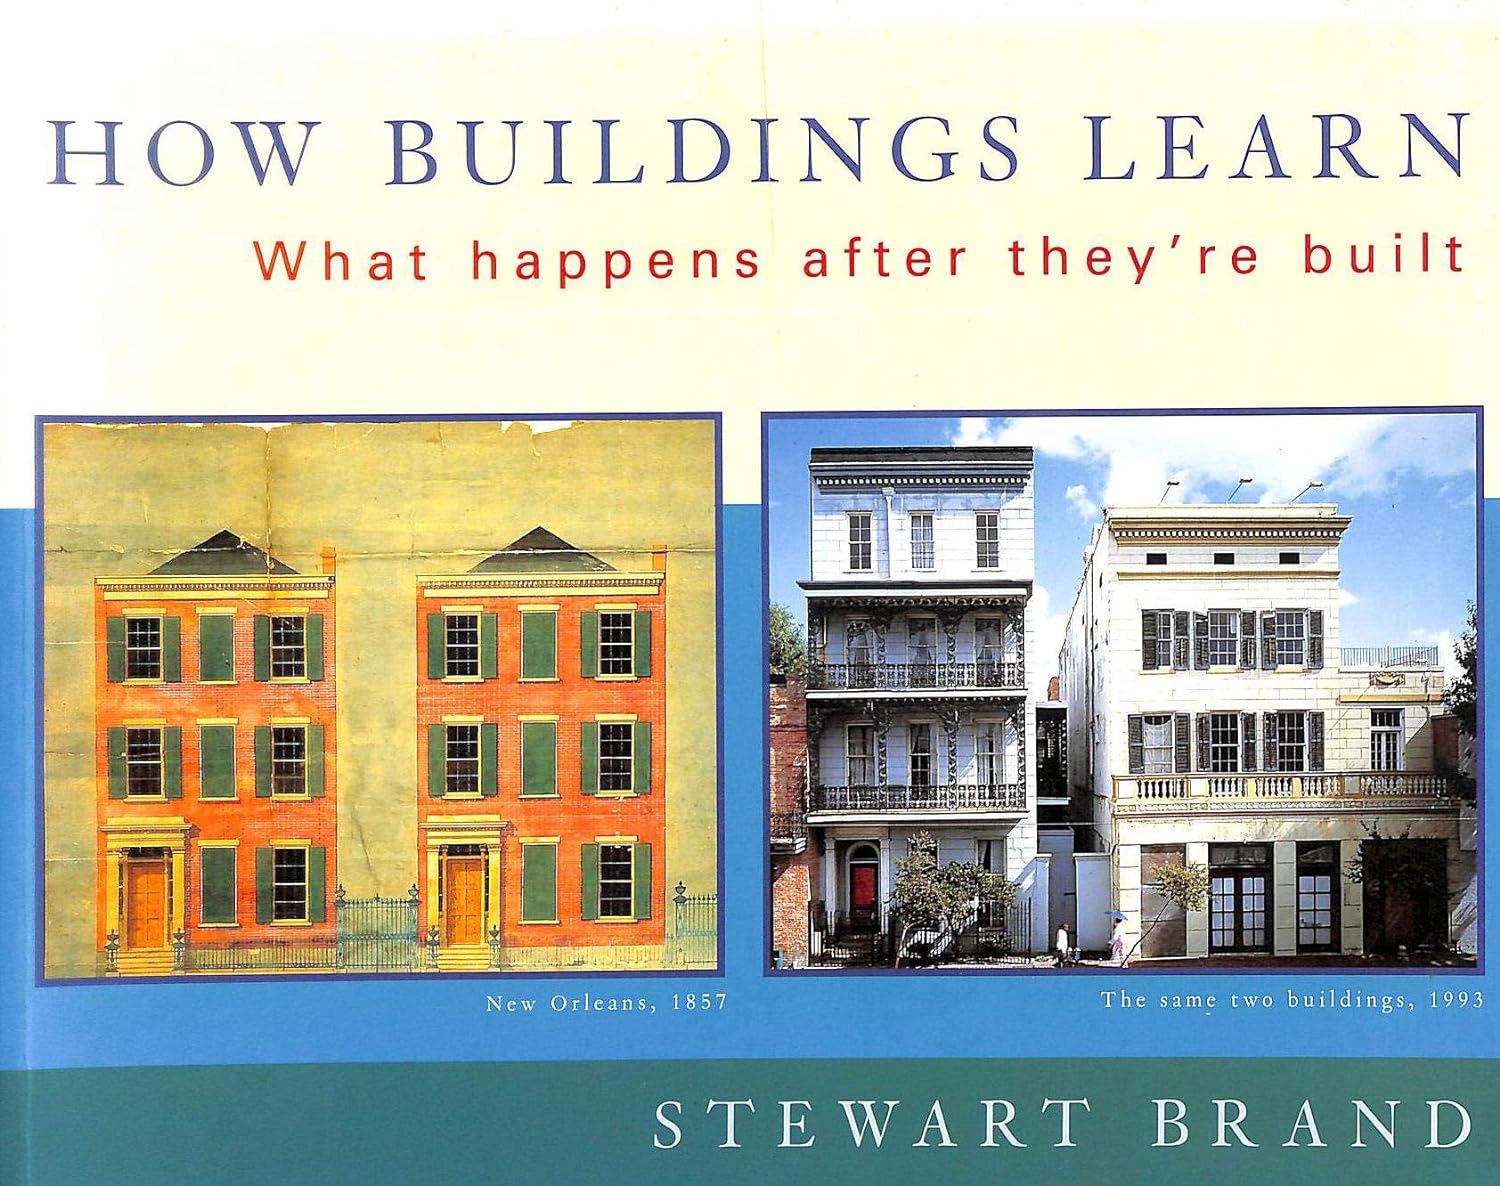 HOW BUILDINGS LEARN
What happens after they're built
New Orleans, 1857
The same two buildings, 1993
STEWART BRAND